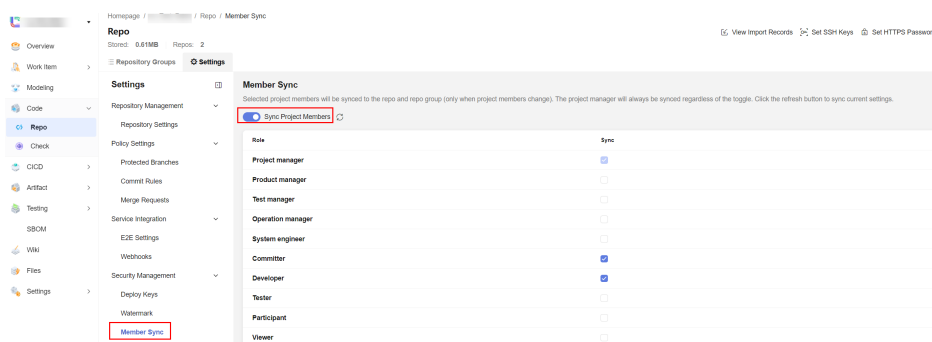 Homepage / / Repo / Member Sync
Repo
Stored: 0.61MB Repos: 2
View Import Records Set SSH Keys Set HTTPS Passwor
Repository Groups Settings
Overview
Work Item
Modeling
Code
Repo
Check
CICD
Artifact
Testing
SBOM
Wiki
Files
Settings
Settings
Repository Management
Repository Settings
Policy Settings
Protected Branches
Commit Rules
Merge Requests
Service Integration
E2E Settings
Webhooks
Security Management
Deploy Keys
Watermark
Member Sync
Member Sync
Selected project members will be synced to the repo and repo group (only when project members change). The project manager will always be synced regardless of the toggle. Click the refresh button to sync current settings.
Sync Project Members
Role Sync
Project manager
Product manager
Test manager
Operation manager
System engineer
Committer
Developer
Tester
Participant
Viewer